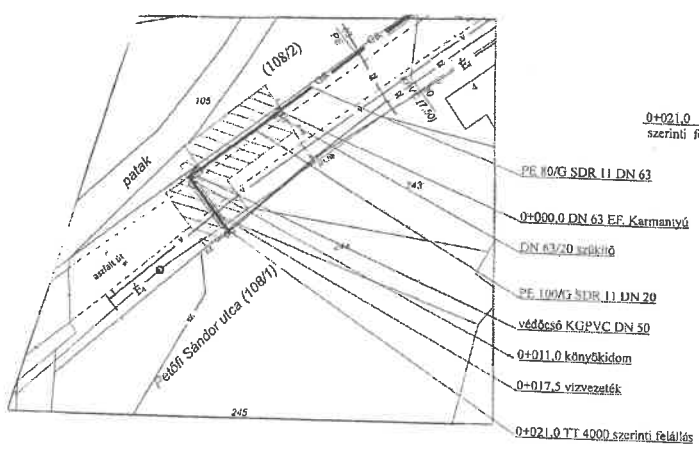 (108/2)
105
patak
0+021,0
szerinti
PE 80/G SDR 11 DN 63
243
0+000,0 DN 63 EF. Karmantyú
DN 63/20 szűkítő
aszfalt út
PE 100/G SDR 11 DN 20
védőcső KGPVC DN 50
Petőfi Sándor utca (108/1)
0+011,0 könyökidom
0+017,5 vízvezeték
245
0+021,0 TT 4000 szerinti felállás